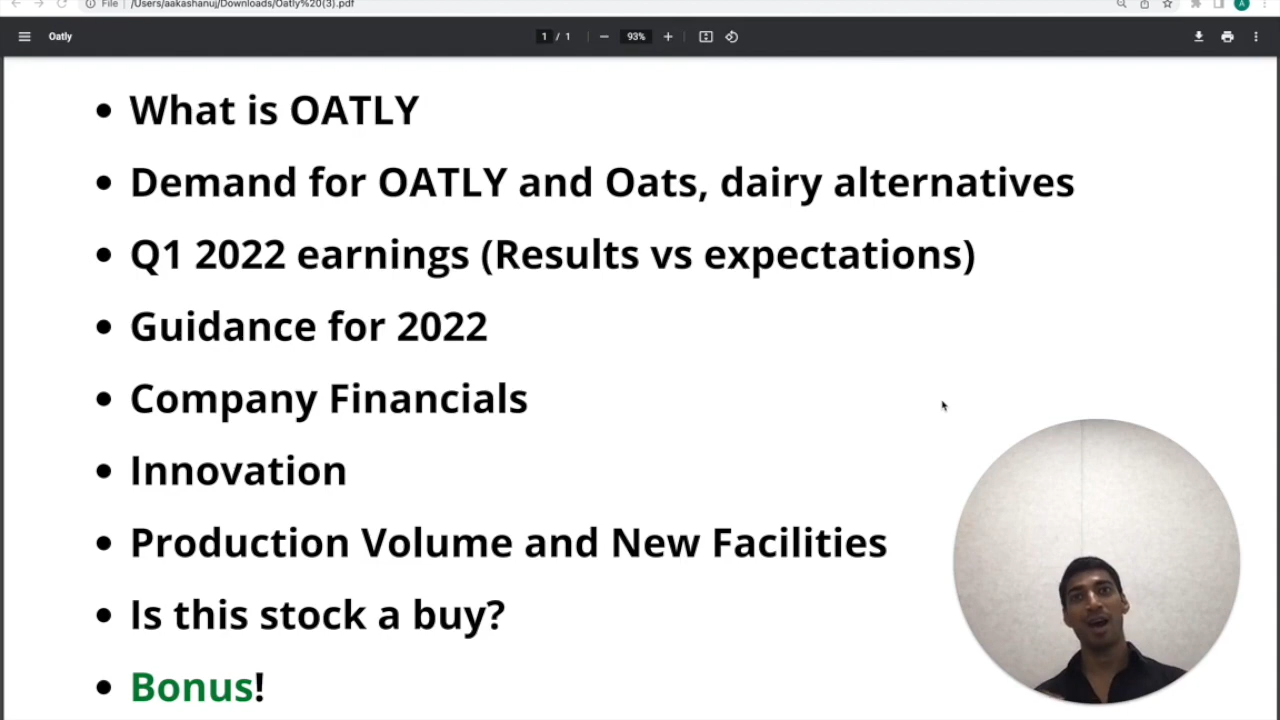 File | /Users/aakashanuj/Downloads/Oatly%20(3).pdf
A
Oatly
1 / 1 | − 93% +
• What is OATLY
• Demand for OATLY and Oats, dairy alternatives
• Q1 2022 earnings (Results vs expectations)
• Guidance for 2022
• Company Financials
• Innovation
• Production Volume and New Facilities
• Is this stock a buy?
• Bonus!